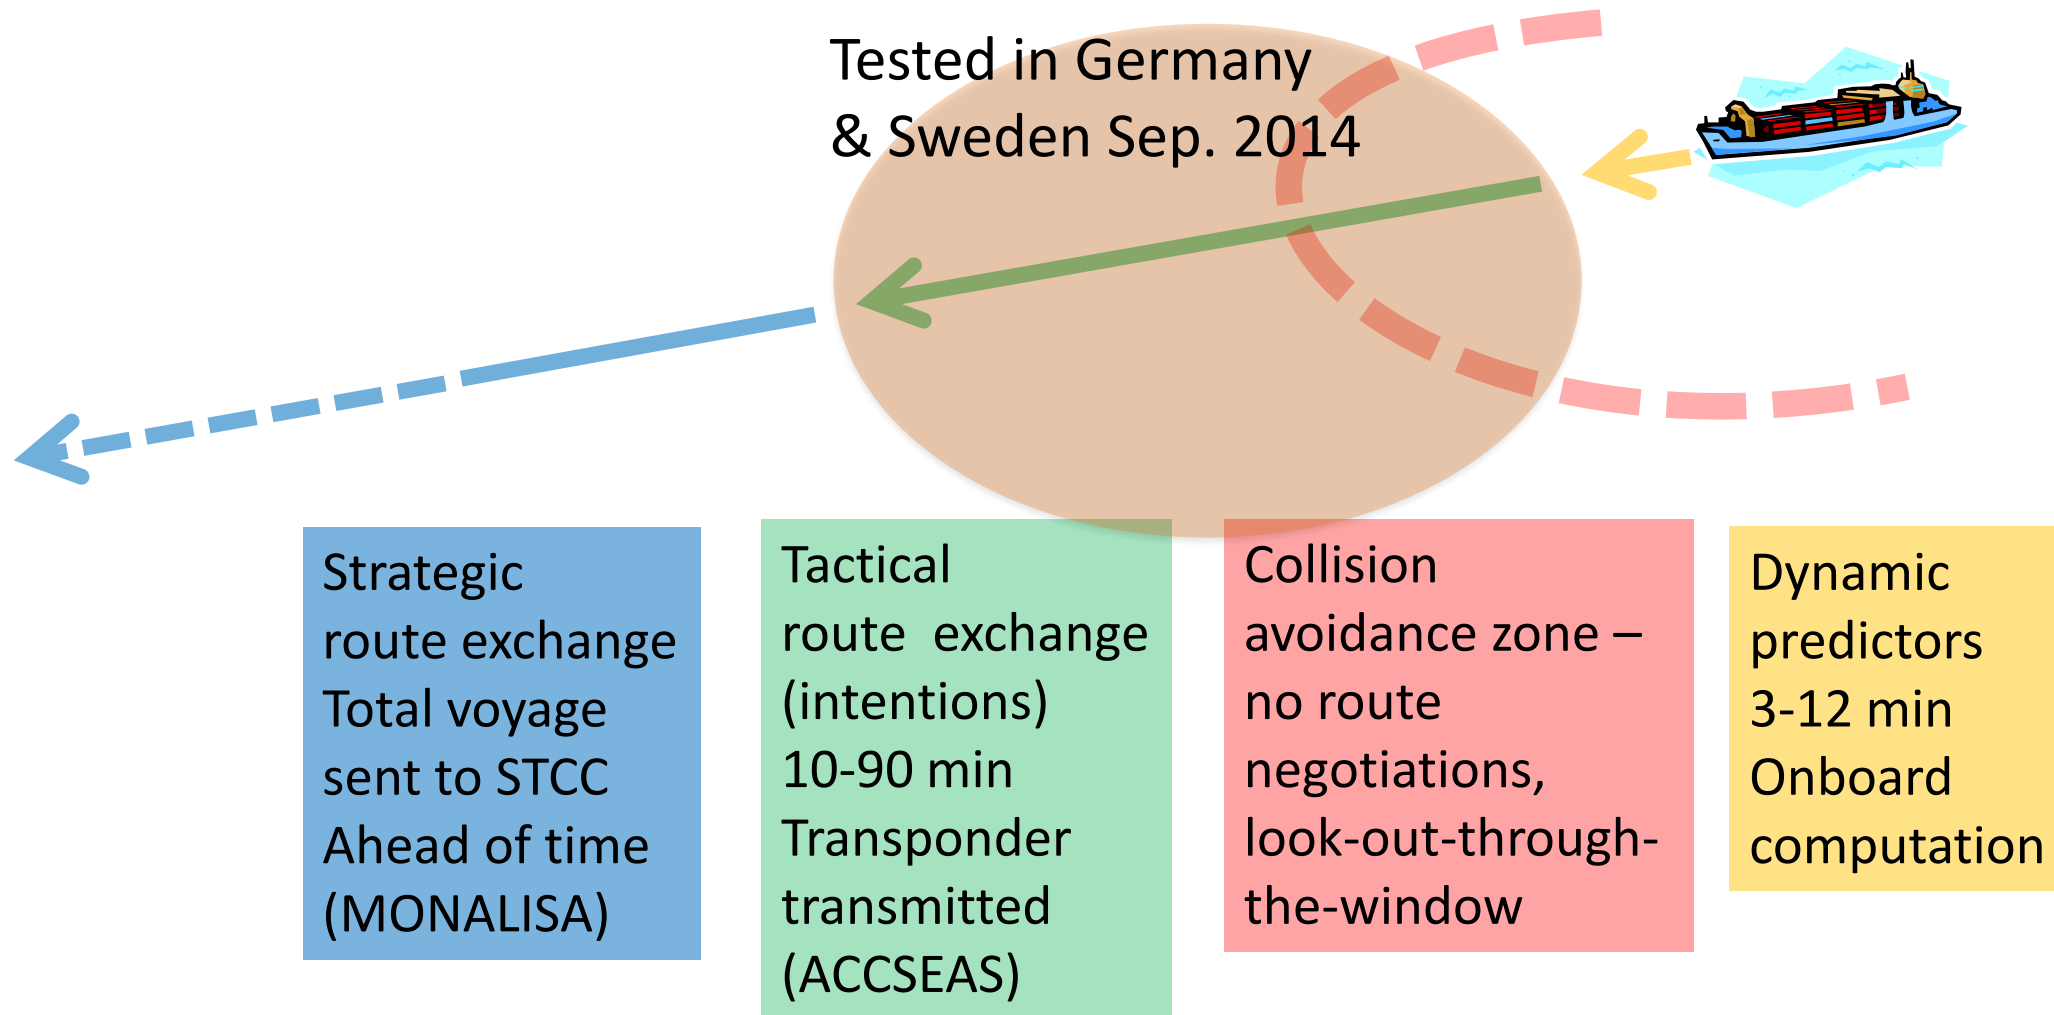 Tested in Germany
& Sweden Sep. 2014
Strategic
route exchange
Total voyage
sent to STCC
Ahead of time
(MONALISA)
Tactical
route  exchange
(intentions)
10-90 min
Transponder
transmitted
(ACCSEAS)
Collision
avoidance zone –
no route
negotiations,
look-out-through-
the-window
Dynamic
predictors
3-12 min
Onboard
computation